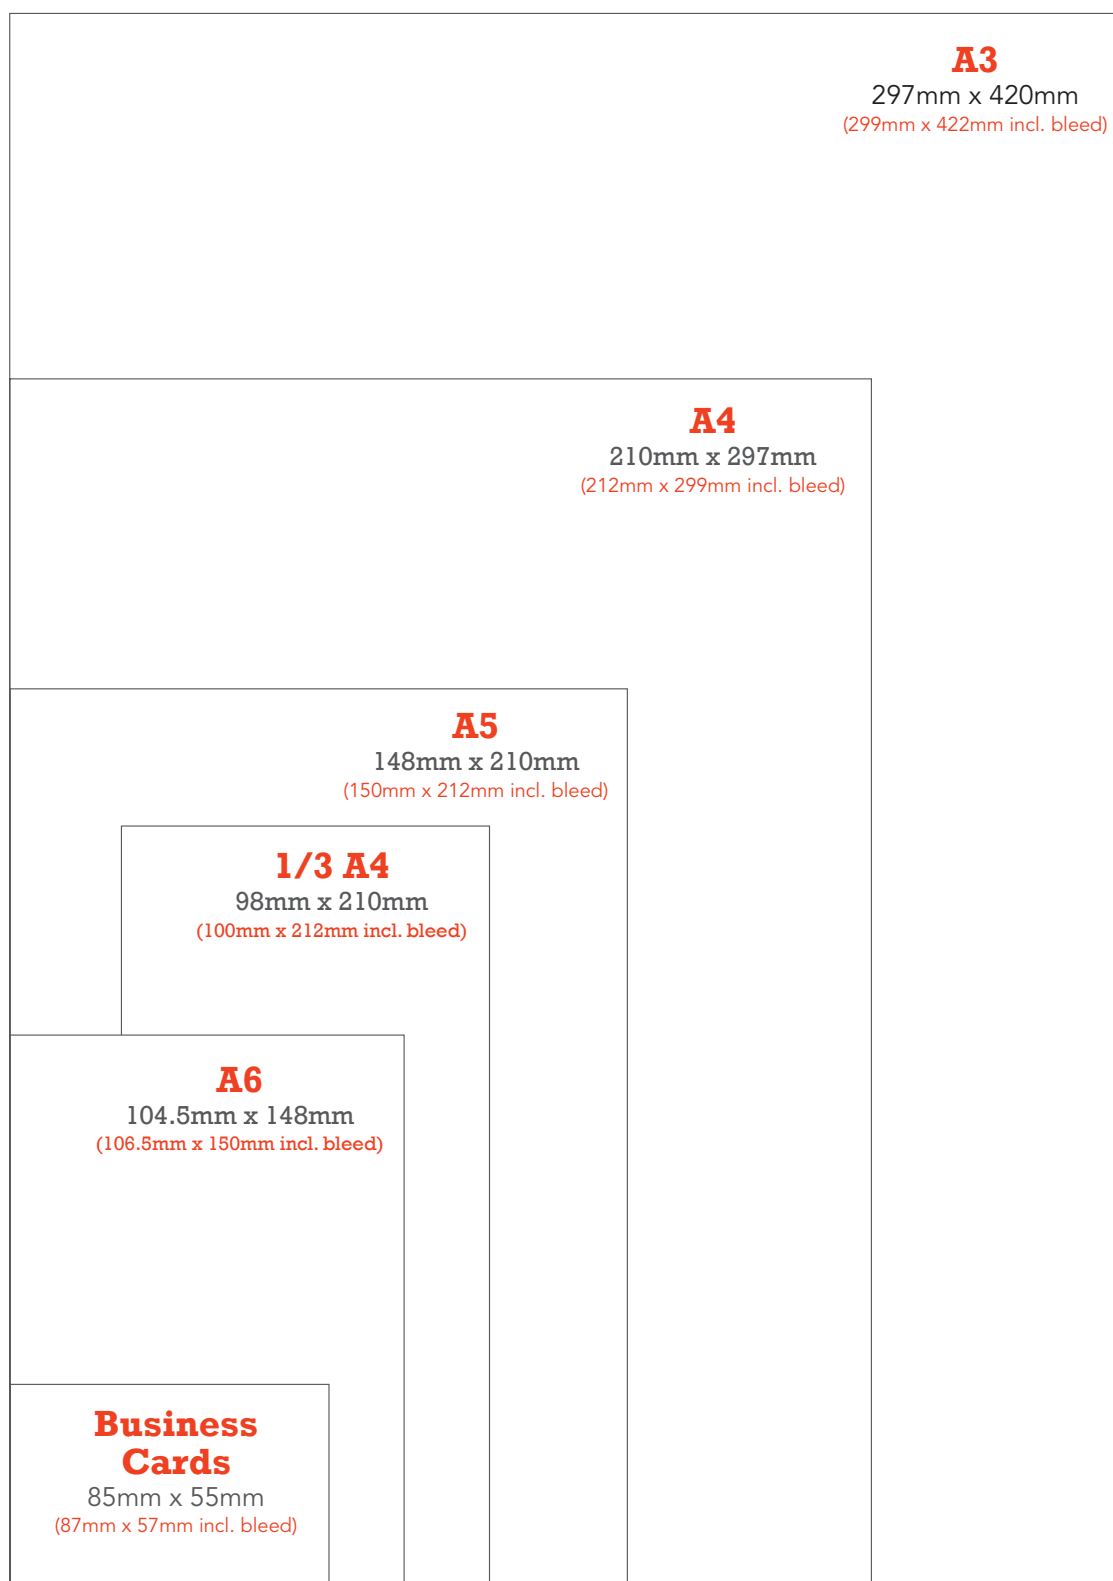 A3
297mm x 420mm
(299mm x 422mm incl. bleed)
A4
210mm x 297mm
(212mm x 299mm incl. bleed)
A5
148mm x 210mm
(150mm x 212mm incl. bleed)
1/3 A4
98mm x 210mm
(100mm x 212mm incl. bleed)
A6
104.5mm x 148mm
(106.5mm x 150mm incl. bleed)
Business
Cards
85mm x 55mm
(87mm x 57mm incl. bleed)